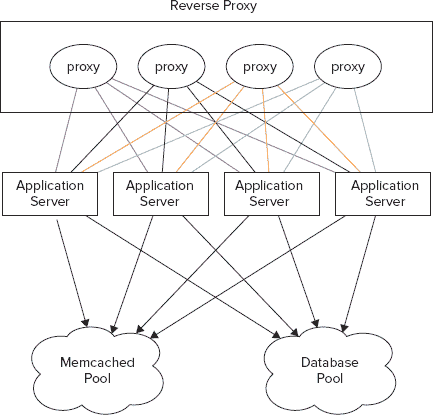 Reverse Proxy
proxy
proxy
proxy
proxy
Application
Server
Application
Server
Application
Server
Application
Server
Memcached
Pool
Database
Pool